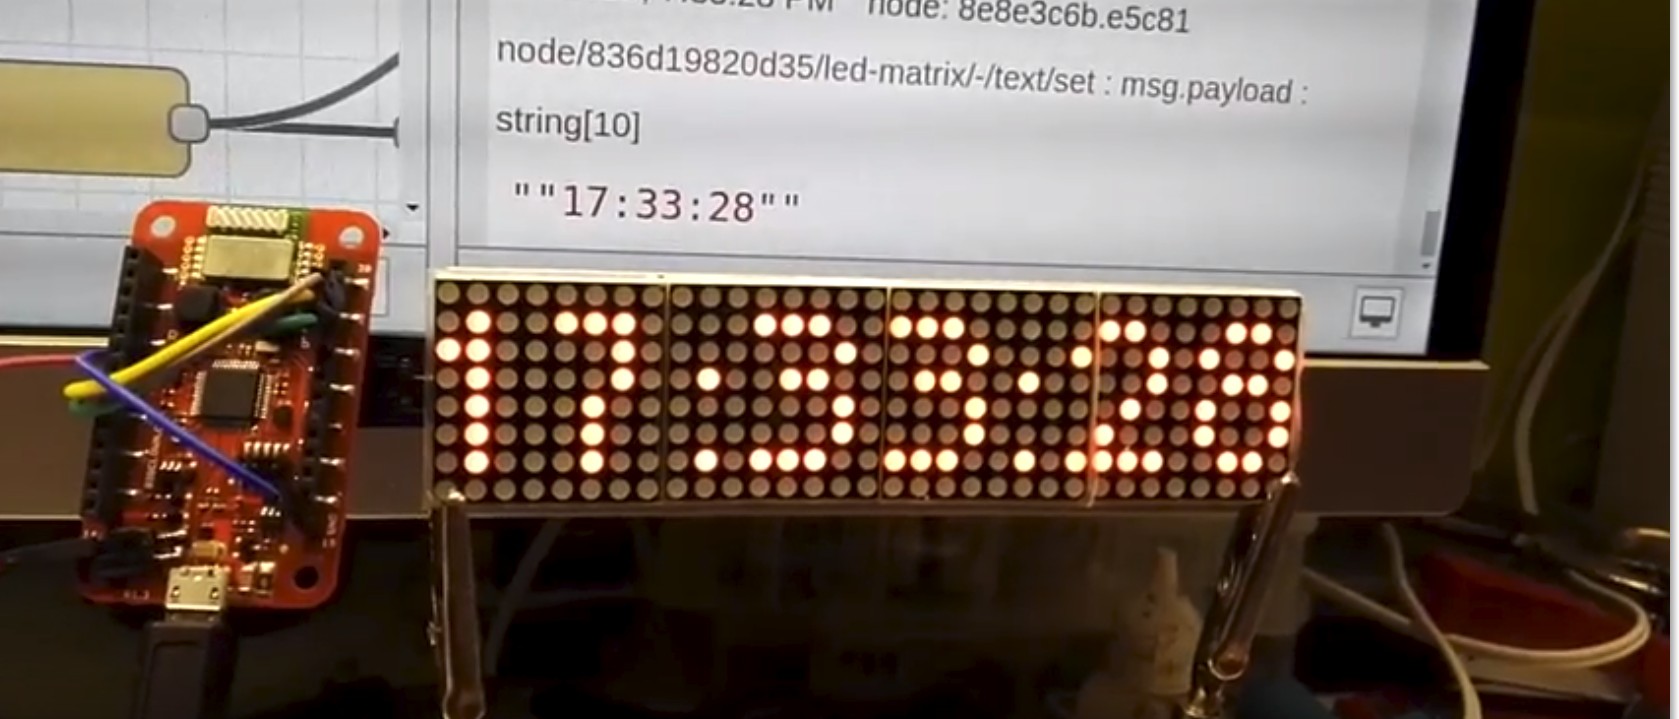 PM node: 8e8e3c6b.e5c81
node/836d19820d35/led-matrix/-/text/set : msg.payload :
string[10]
""17:33:28""
17:33:28